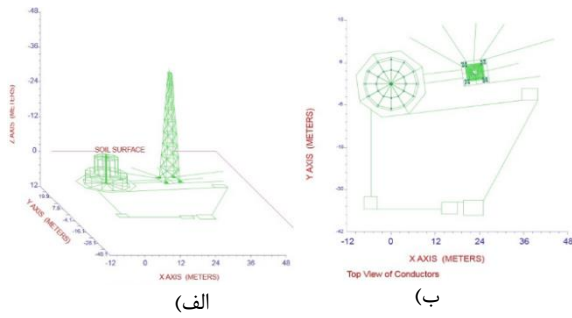 -48
-36
-24
-12
0
12
Z AXIS (METERS)
SOIL SURFACE
Y AXIS (METERS)
-12 0 12 24 36 48
X AXIS (METERS)
الف)
Y AXIS (METERS)
-12 0 12 24 36 48
X AXIS (METERS)
Top View of Conductors
ب)